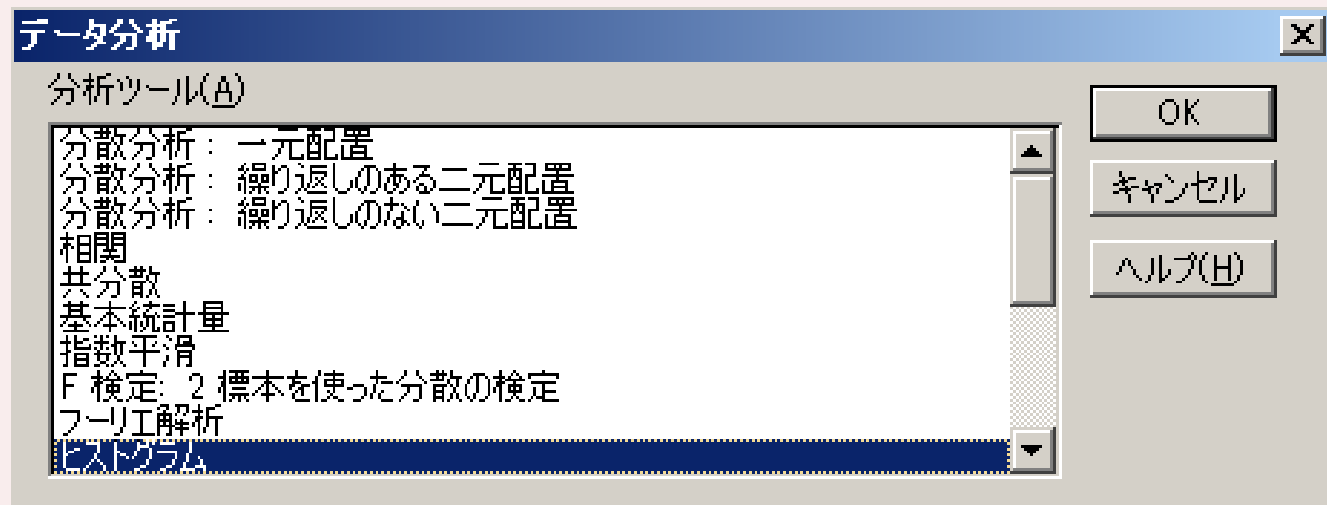 データ分析
分析ツール(A)
分散分析： 一元配置
分散分析： 繰り返しのある二元配置
分散分析： 繰り返しのない二元配置
相関
共分散
基本統計量
指数平滑
F 検定: 2 標本を使った分散の検定
フーリエ解析
ヒストグラム
OK
キャンセル
ヘルプ(H)